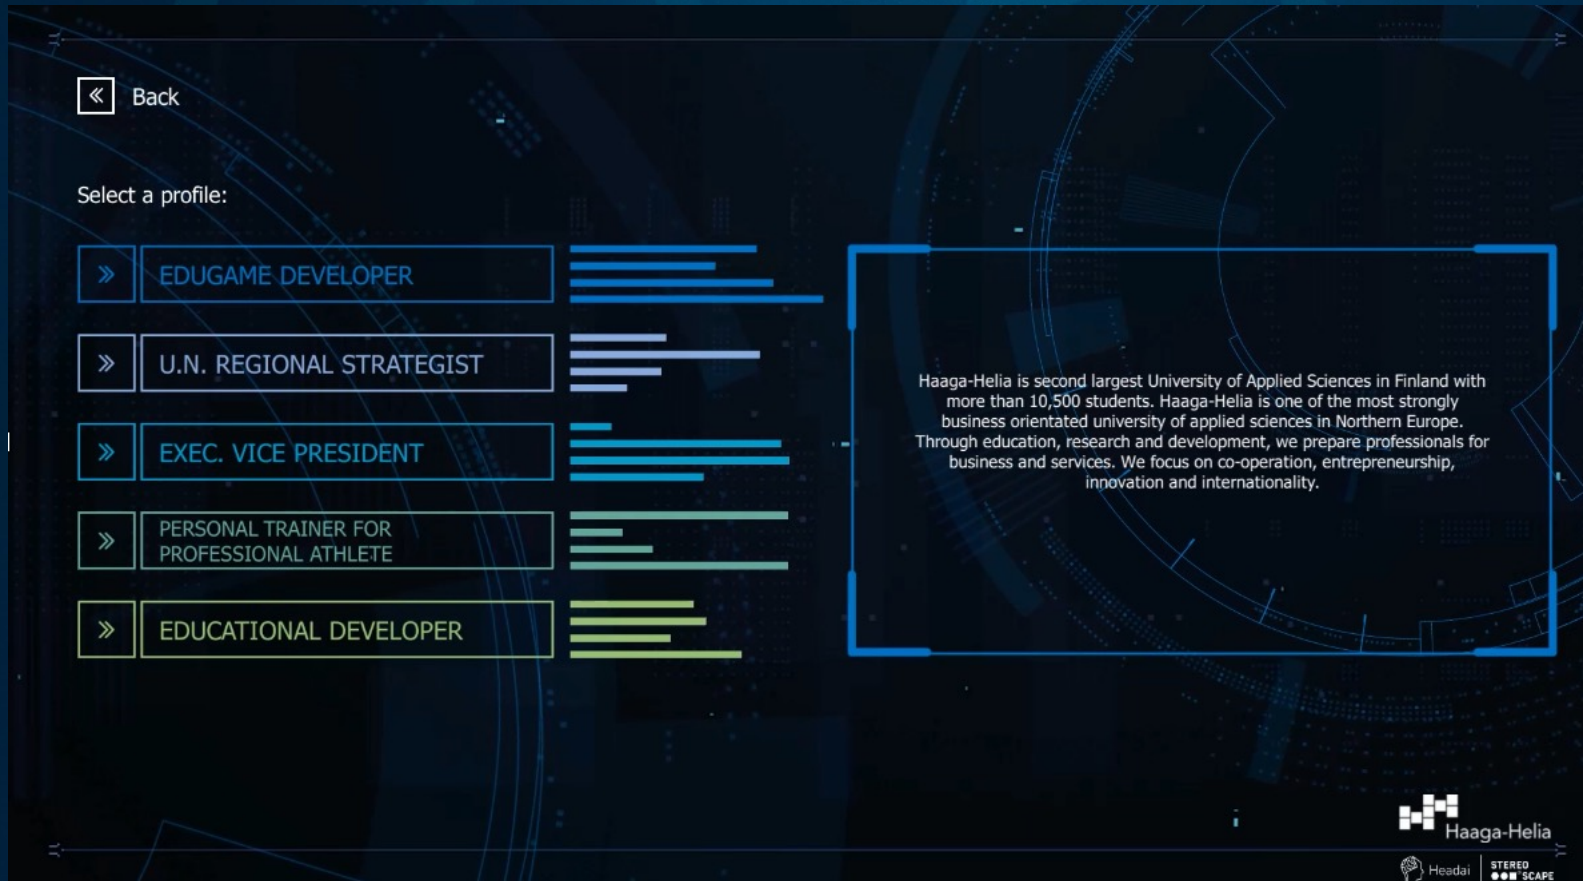 Back
Select a profile:
EDUGAME DEVELOPER
U.N. REGIONAL STRATEGIST
EXEC. VICE PRESIDENT
PERSONAL TRAINER FOR
PROFESSIONAL ATHLETE
EDUCATIONAL DEVELOPER
Haaga-Helia is second largest University of Applied Sciences in Finland with
more than 10,500 students. Haaga-Helia is one of the most strongly
business orientated university of applied sciences in Northern Europe.
Through education, research and development, we prepare professionals for
business and services. We focus on co-operation, entrepreneurship,
innovation and internationality.
Haaga-Helia
Headai
STEREO
SCAPE